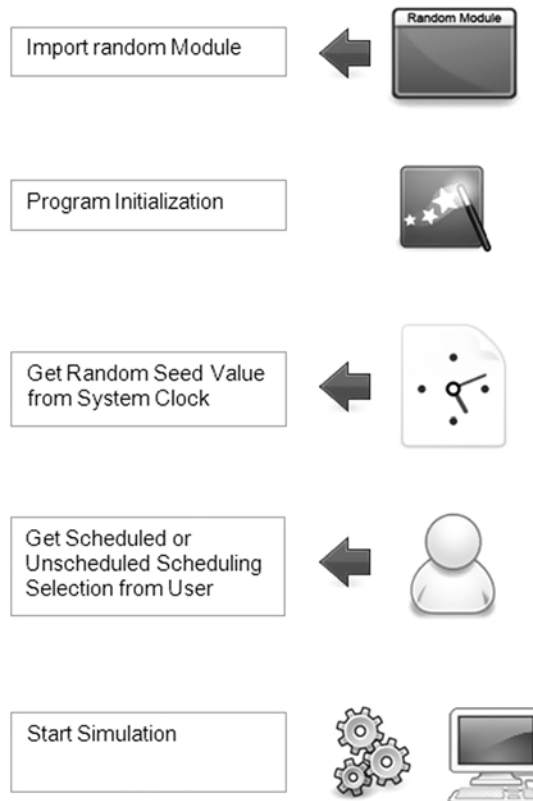 Random Module
Import random Module
Program Initialization
Get Random Seed Value
from System Clock
Get Scheduled or
Unscheduled Scheduling
Selection from User
Start Simulation